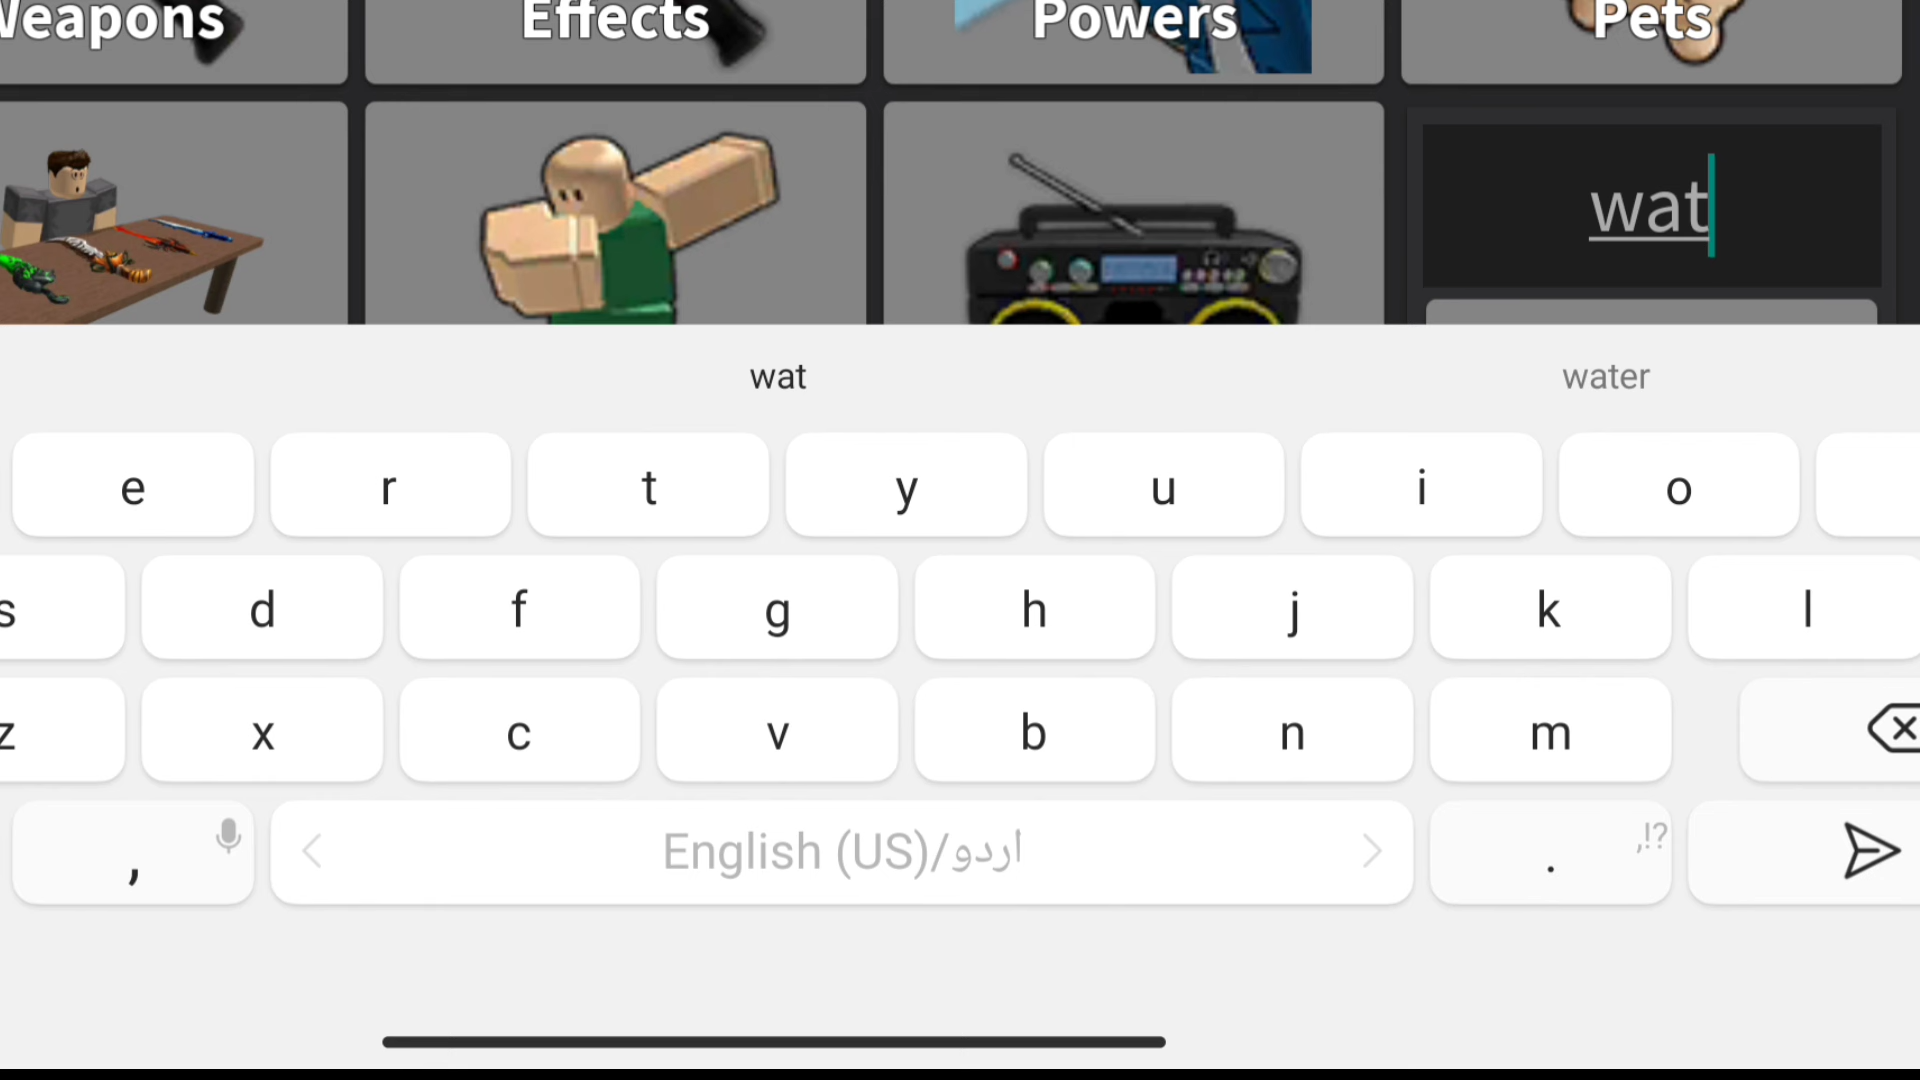 Weapons
Effects
Powers
Pets
wat
wat
water
e r t y u i o
s d f g h j k l
z x c v b n m
, English (US)/اردو . ,!?